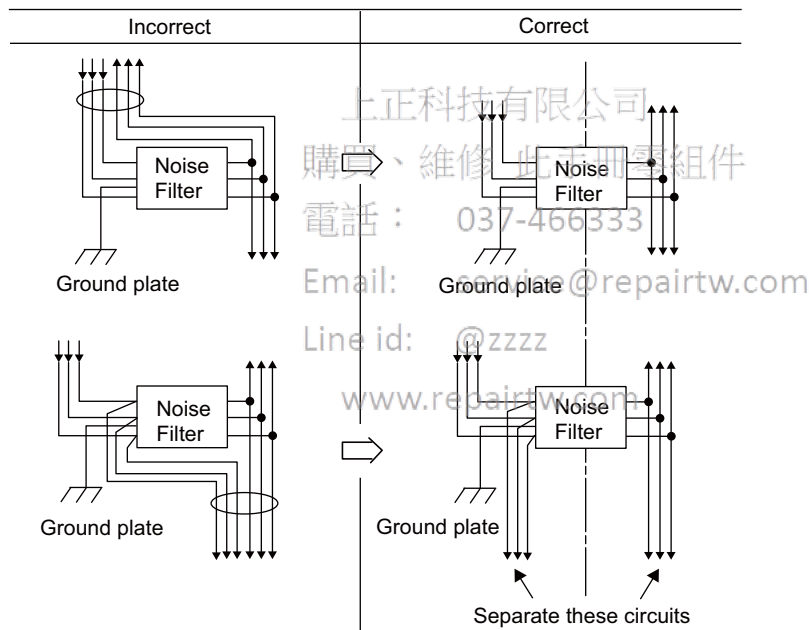 Incorrect
Correct
上正科技有限公司
Noise
Filter
購買、維修 此手冊零組件
Noise
Filter
電話： 037-466333
Ground plate
Email: service@repairtw.com
Ground plate
Line id: @zzzz
Noise
Filter
www.repairtw.com
Noise
Filter
Ground plate
Ground plate
Separate these circuits